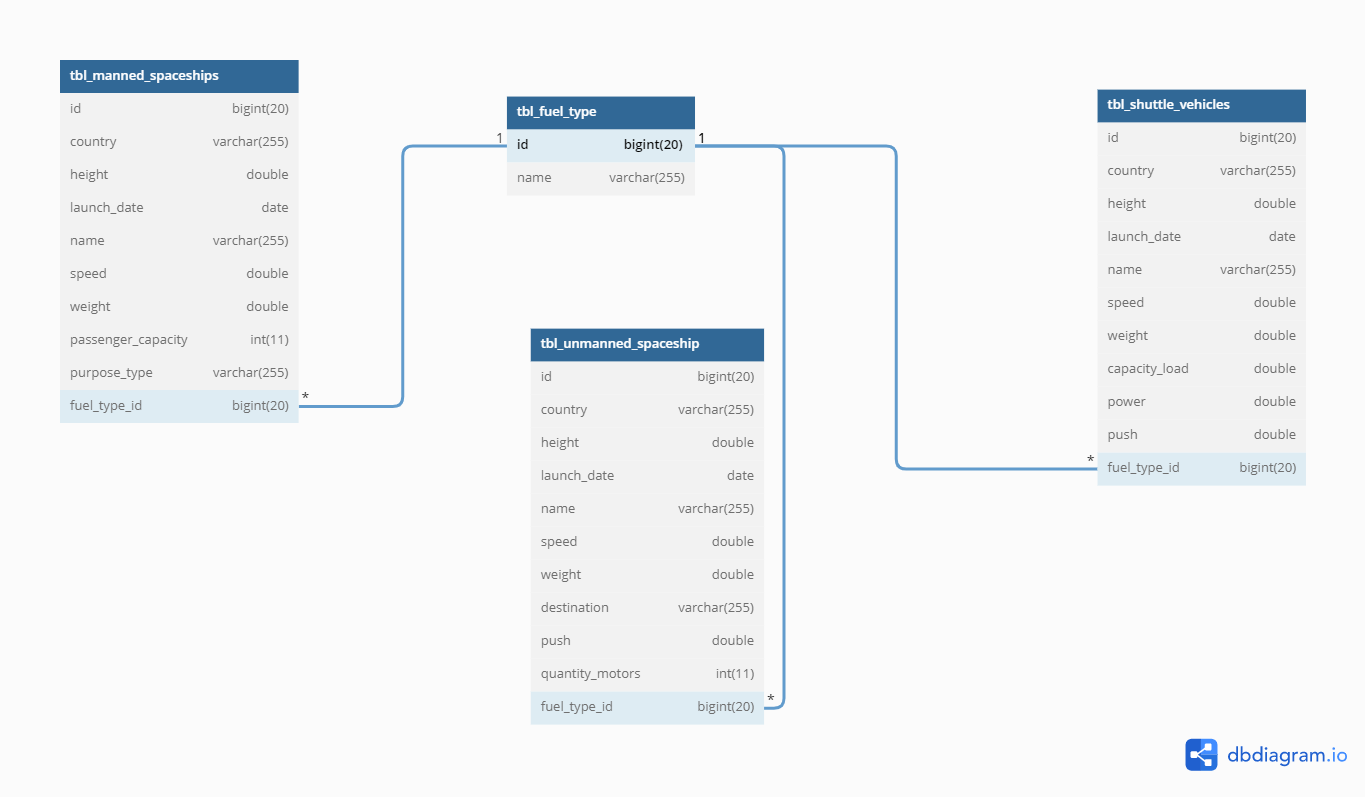 tbl_manned_spaceships
id bigint(20)
country varchar(255)
height double
launch_date date
name varchar(255)
speed double
weight double
passenger_capacity int(11)
purpose_type varchar(255)
fuel_type_id bigint(20)
*
1
tbl_fuel_type
id bigint(20)
name varchar(255)
1
tbl_unmanned_spaceship
id bigint(20)
country varchar(255)
height double
launch_date date
name varchar(255)
speed double
weight double
destination varchar(255)
push double
quantity_motors int(11)
fuel_type_id bigint(20)
*
tbl_shuttle_vehicles
id bigint(20)
country varchar(255)
height double
launch_date date
name varchar(255)
speed double
weight double
capacity_load double
power double
push double
* fuel_type_id bigint(20)
dbdiagram.io